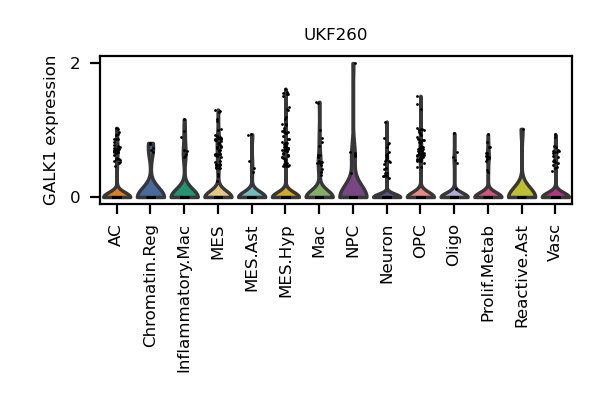 UKF260
GALK1 expression
2
0
AC
Chromatin.Reg
Inflammatory.Mac
MES
MES.Ast
MES.Hyp
Mac
NPC
Neuron
OPC
Oligo
Prolif.Metab
Reactive.Ast
Vasc